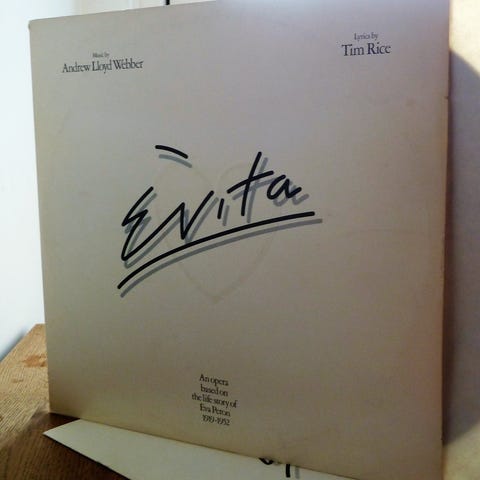 Music by
Andrew Lloyd Webber
Lyrics by
Tim Rice
Evita
An opera
based on
the life story of
Eva Peron
1919-1952